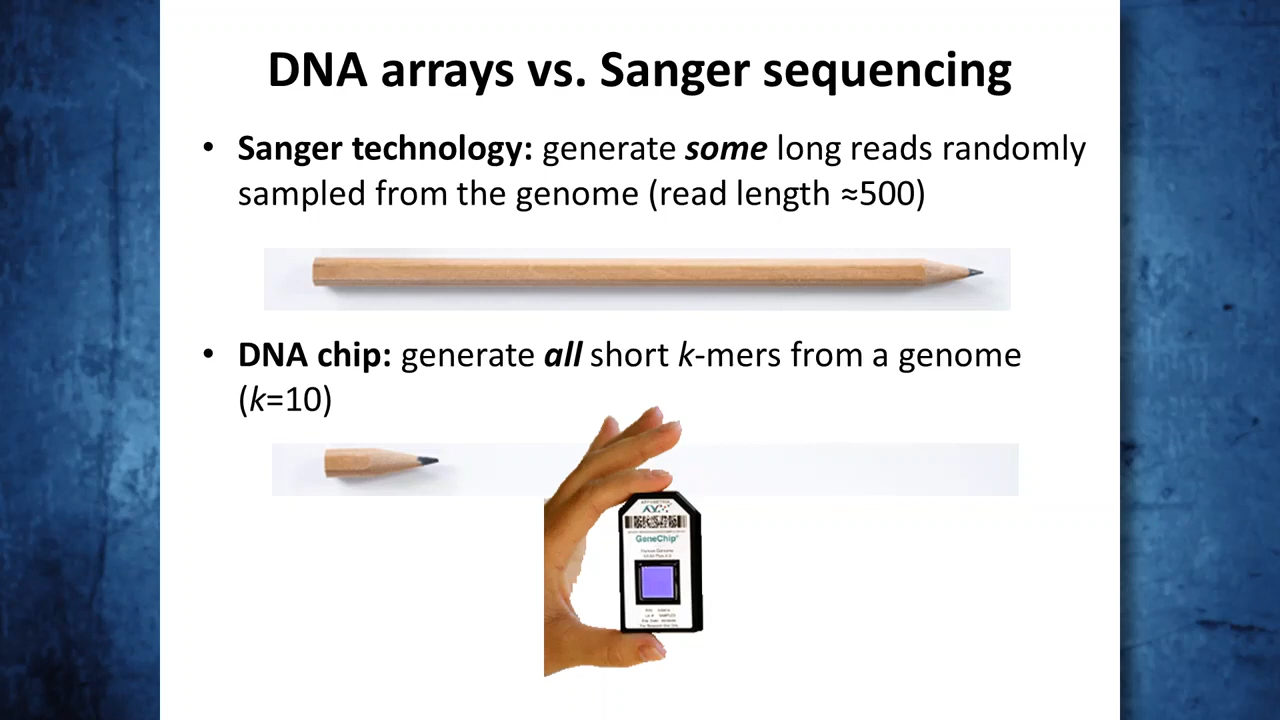 DNA arrays vs. Sanger sequencing
• Sanger technology: generate some long reads randomly
sampled from the genome (read length ≈500)
• DNA chip: generate all short k-mers from a genome
(k=10)
GeneChip®